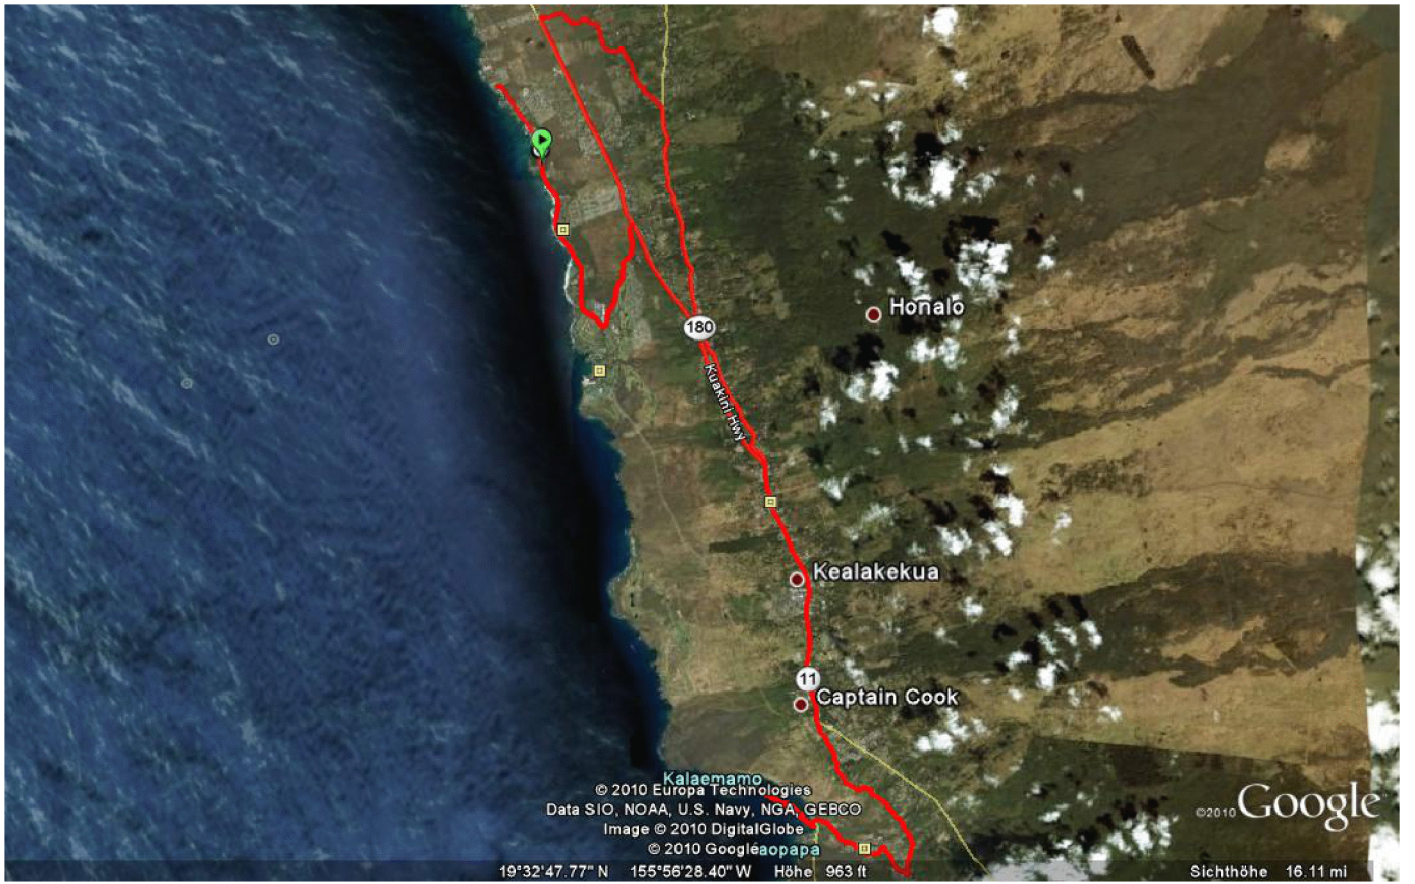 Honalo
180
Kuakini Hwy
Kealakekua
11
Captain Cook
Kalaemamo
© 2010 Europa Technologies
Data SIO, NOAA, U.S. Navy, NGA, GEBCO
Image © 2010 DigitalGlobe
© 2010 Google
aopapa
©2010 Google
19°32'47.77" N 155°56'28.40" W Höhe 963 ft Sichthöhe 16.11 mi